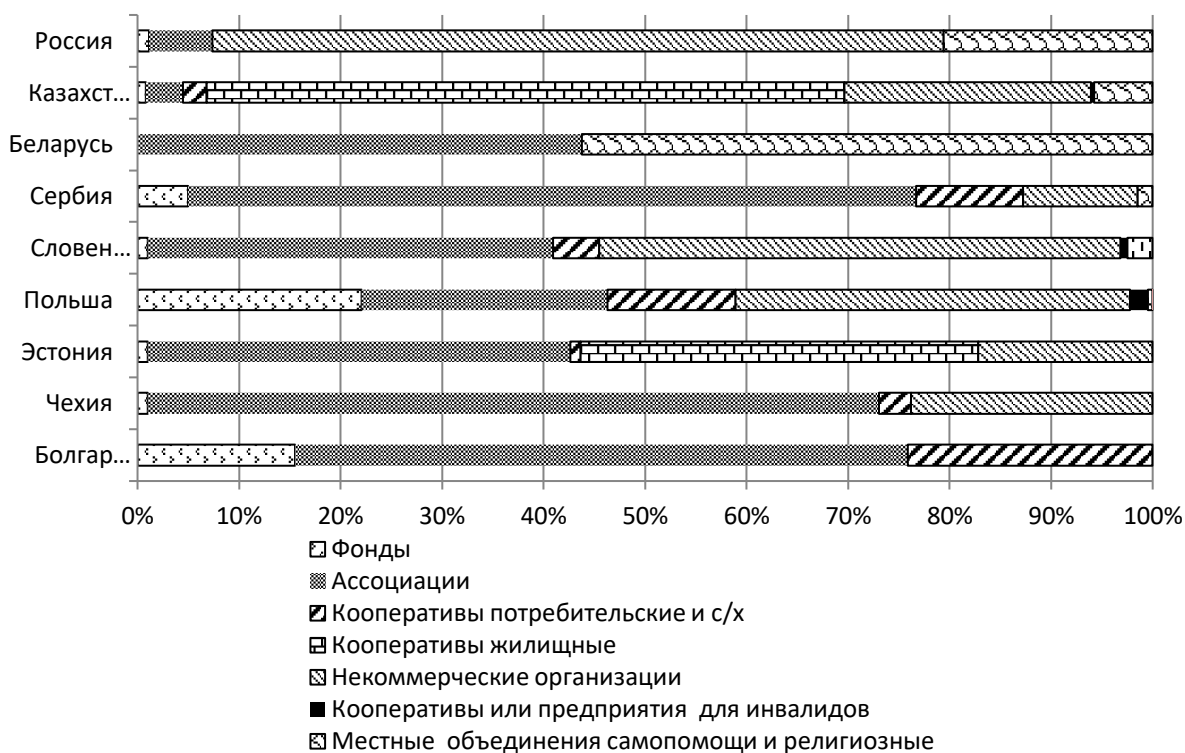 Россия
Казахст...
Беларусь
Сербия
Словен...
Польша
Эстония
Чехия
Болгар...
0% 10% 20% 30% 40% 50% 60% 70% 80% 90% 100%
Фонды
Ассоциации
Кооперативы потребительские и с/х
Кооперативы жилищные
Некоммерческие организации
Кооперативы или предприятия для инвалидов
Местные объединения самопомощи и религиозные